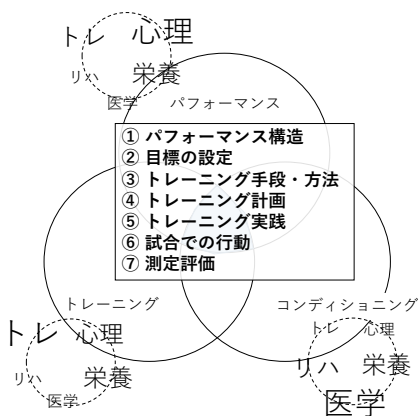 トレ 心理
リハ 栄養
医学
パフォーマンス
① パフォーマンス構造
② 目標の設定
③ トレーニング手段・方法
④ トレーニング計画
⑤ トレーニング実践
⑥ 試合での行動
⑦ 測定評価
トレーニング
トレ 心理
リハ 栄養
医学
コンディショニング
トレ 心理
リハ 栄養
医学